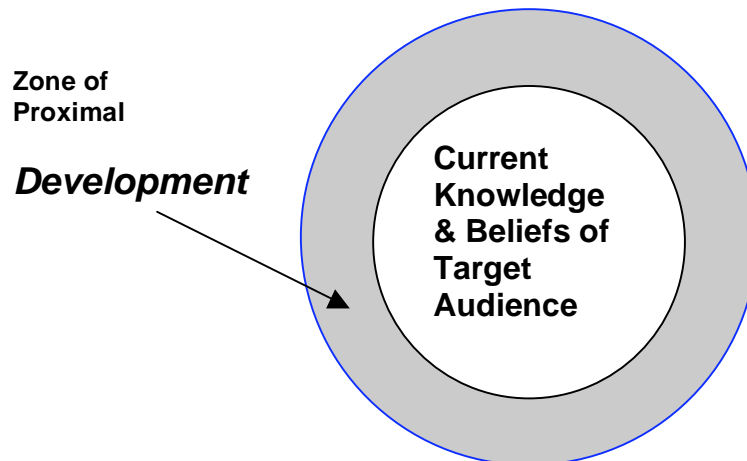 Zone of
Proximal
Development
Current
Knowledge
& Beliefs of
Target
Audience